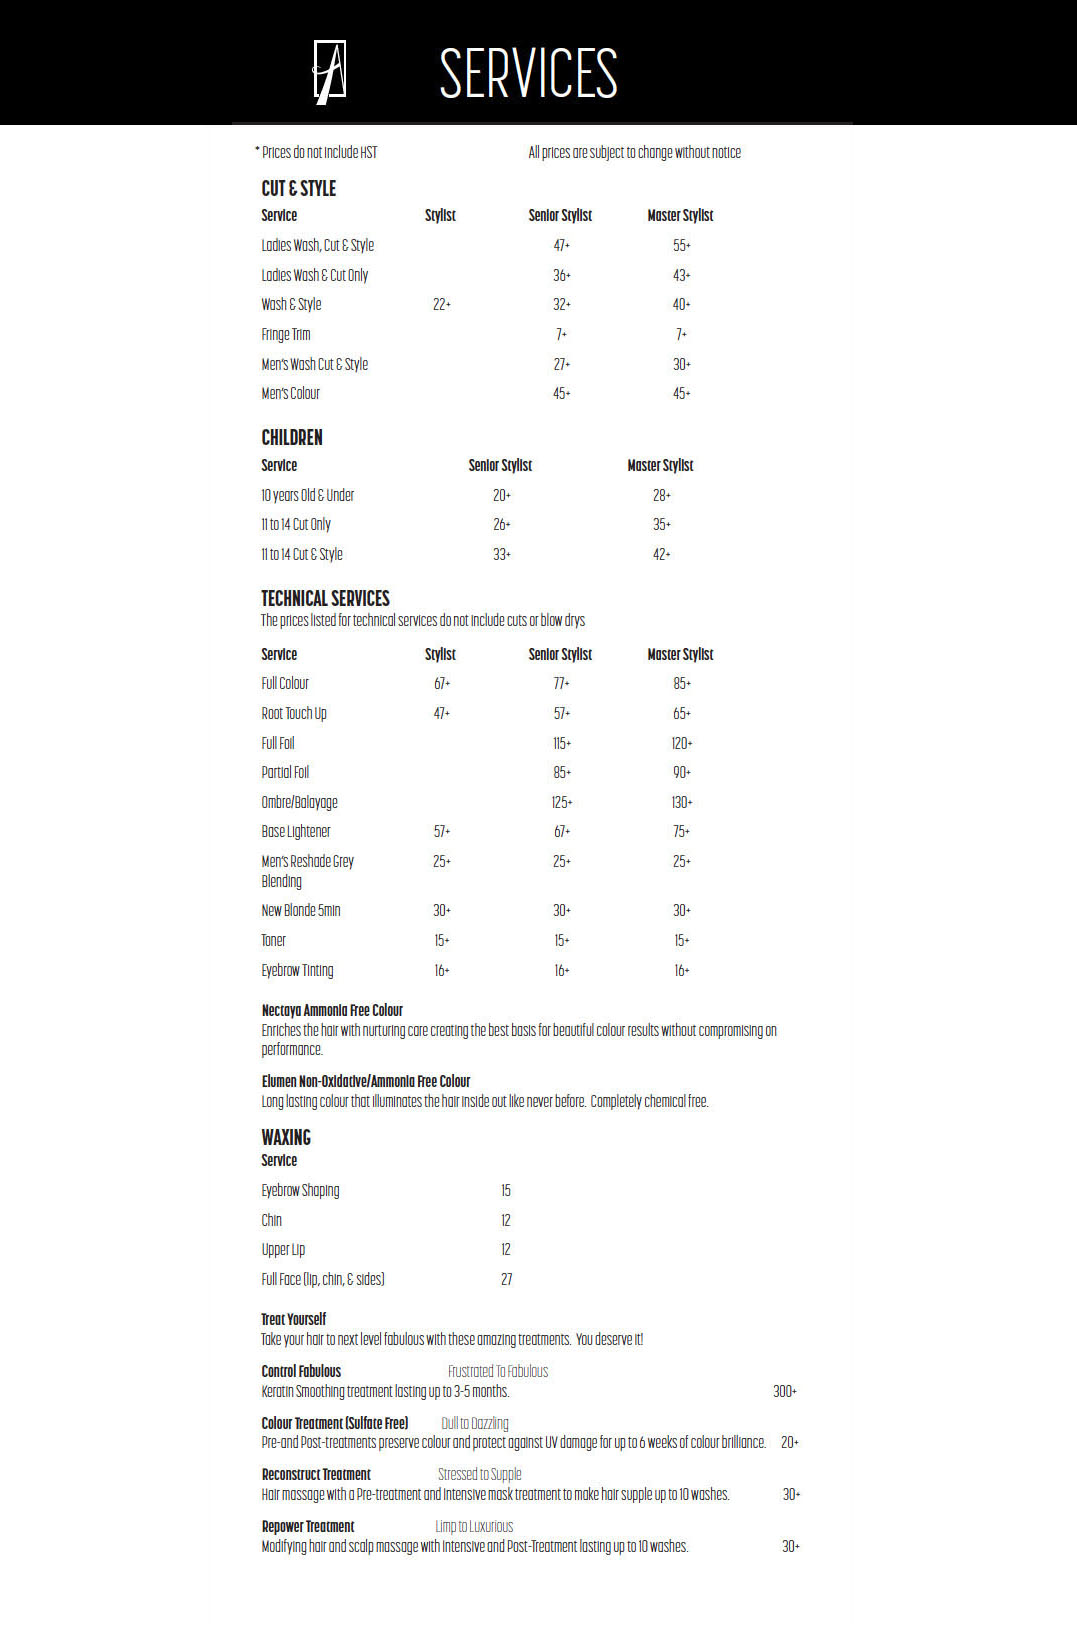 SERVICES
* Prices do not include HST All prices are subject to change without notice
CUT & STYLE
Service Stylist Senior Stylist Master Stylist
Ladies Wash, Cut & Style 47+ 55+
Ladies Wash & Cut Only 36+ 43+
Wash & Style 22+ 32+ 40+
Fringe Trim 7+ 7+
Men's Wash Cut & Style 27+ 30+
Men's Colour 45+ 45+
CHILDREN
Service Senior Stylist Master Stylist
10 years Old & Under 20+ 28+
11 to 14 Cut Only 26+ 35+
11 to 14 Cut & Style 33+ 42+
TECHNICAL SERVICES
The prices listed for technical services do not include cuts or blow drys
Service Stylist Senior Stylist Master Stylist
Full Colour 67+ 77+ 85+
Root Touch Up 47+ 57+ 65+
Full Foil 115+ 120+
Partial Foil 85+ 90+
Ombre/Balayage 125+ 130+
Base Lightener 57+ 67+ 75+
Men's Reshade Grey 25+ 25+ 25+
Blending
New Blonde 5min 30+ 30+ 30+
Toner 15+ 15+ 15+
Eyebrow Tinting 16+ 16+ 16+
Nectaya Ammonia Free Colour
Enriches the hair with nurturing care creating the best basis for beautiful colour results without compromising on
performance.
Elumen Non-Oxidative/Ammonia Free Colour
Long lasting colour that illuminates the hair inside out like never before. Completely chemical free.
WAXING
Service
Eyebrow Shaping 15
Chin 12
Upper Lip 12
Full Face (lip, chin, & sides) 27
Treat Yourself
Take your hair to next level fabulous with these amazing treatments. You deserve it!
Control Fabulous Frustrated To Fabulous
Keratin Smoothing treatment lasting up to 3-5 months. 300+
Colour Treatment (Sulfate Free) Dull to Dazzling
Pre-and Post-treatments preserve colour and protect against UV damage for up to 6 weeks of colour brilliance. 20+
Reconstruct Treatment Stressed to Supple
Hair massage with a Pre-treatment and Intensive mask treatment to make hair supple up to 10 washes. 30+
Repower Treatment Limp to Luxurious
Modifying hair and scalp massage with Intensive and Post-Treatment lasting up to 10 washes. 30+